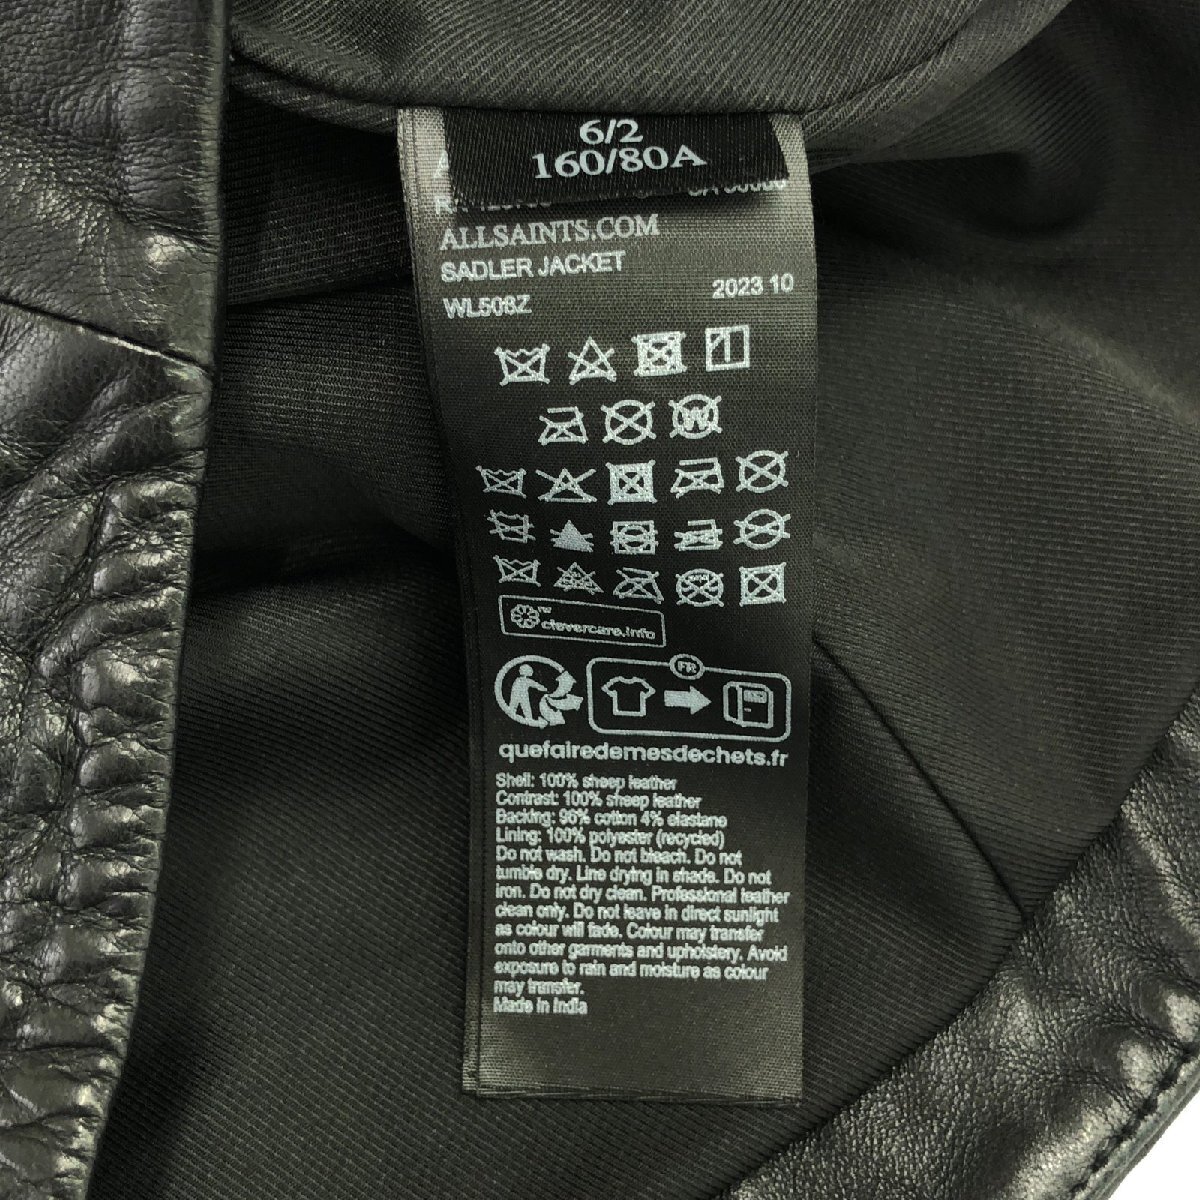 6/2
160/80A
ALLSAINTS.COM
SADLER JACKET
WL508Z 2023 10
W
clevercare.info
FR
quefairedemesdechets.fr
Shell: 100% sheep leather
Contrast: 100% sheep leather
Backing: 96% cotton 4% elastane
Lining: 100% polyester (recycled)
Do not wash. Do not bleach. Do not
tumble dry. Line drying in shade. Do not
iron. Do not dry clean. Professional leather
clean only. Do not leave in direct sunlight
as colour will fade. Colour may transfer
onto other garments and upholstery. Avoid
exposure to rain and moisture as colour
may transfer.
Made in India